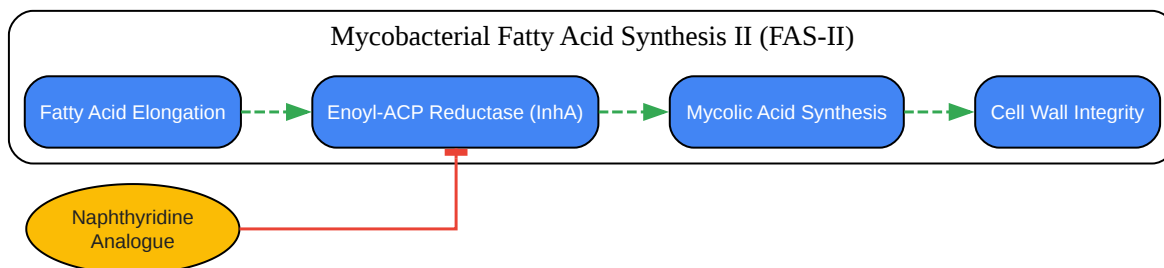 Mycobacterial Fatty Acid Synthesis II (FAS-II)
Fatty Acid Elongation
Enoyl-ACP Reductase (InhA)
Mycolic Acid Synthesis
Cell Wall Integrity
Naphthyridine
Analogue